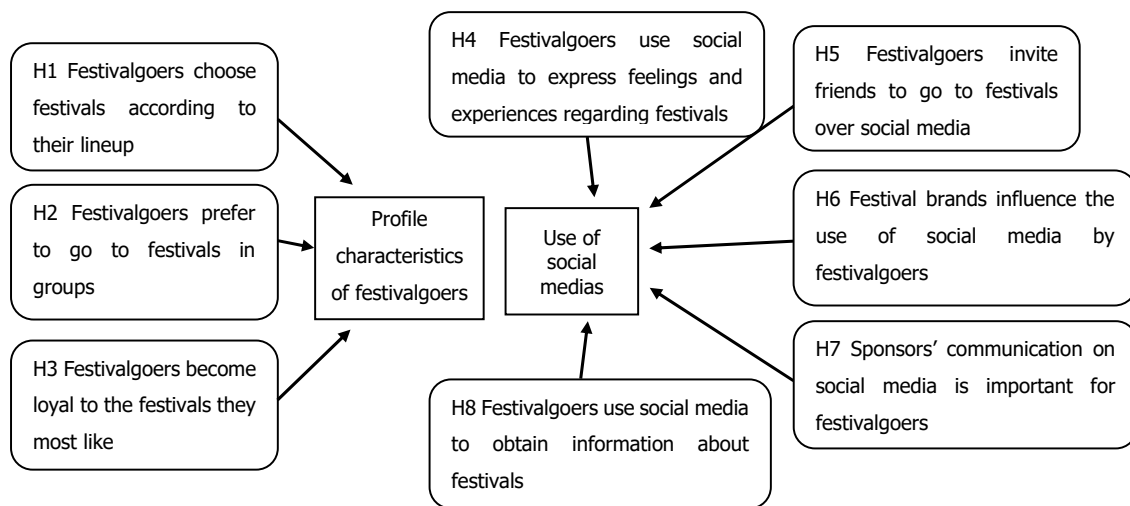 H1 Festivalgoers choose
festivals according to
their lineup
H2 Festivalgoers prefer
to go to festivals in
groups
H3 Festivalgoers become
loyal to the festivals they
most like
Profile
characteristics
of festivalgoers
H4 Festivalgoers use social
media to express feelings and
experiences regarding festivals
Use of
social
medias
H8 Festivalgoers use social media
to obtain information about
festivals
H5 Festivalgoers invite
friends to go to festivals
over social media
H6 Festival brands influence the
use of social media by
festivalgoers
H7 Sponsors’ communication on
social media is important for
festivalgoers